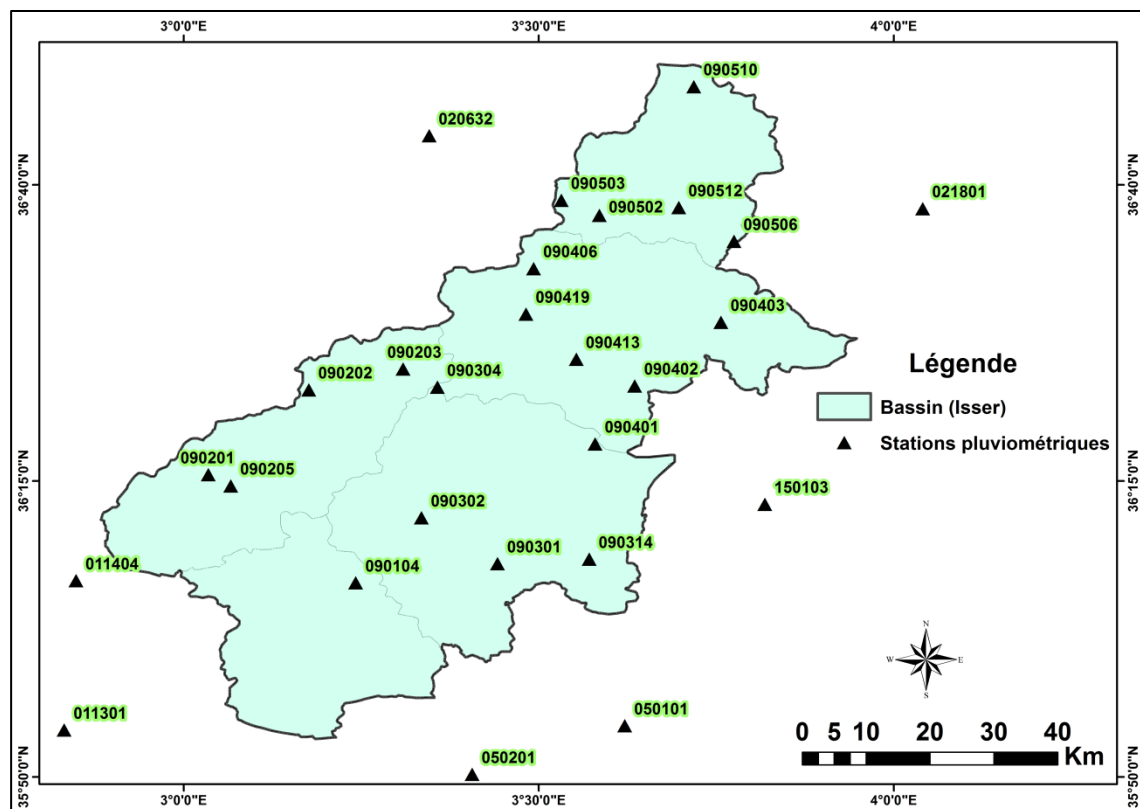 3°0'0"E 3°30'0"E 4°0'0"E
090510
020632
36°40'0"N 36°40'0"N
090503
090512
021801
090502
090506
090406
090419
090403
090413
090203
090202
090304
090402
Légende
Bassin (Isser)
090401
Stations pluviométriques
090201
090205
36°15'0"N 36°15'0"N
150103
090302
090301
090314
011404
090104
N
W E
S
011301
050101
0 5 10 20 30 40
Km
050201
35°50'0"N 35°50'0"N
3°0'0"E 3°30'0"E 4°0'0"E